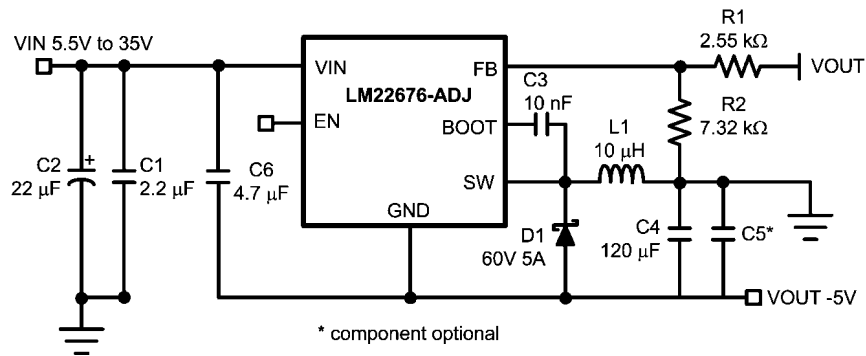 VIN 5.5V to 35V
C2
22 µF
+
C1
2.2 µF
C6
4.7 µF
VIN
FB
LM22676-ADJ
EN
BOOT
SW
GND
C3
10 nF
L1
10 µH
R1
2.55 kΩ
VOUT
R2
7.32 kΩ
D1
60V 5A
C4
120 µF
C5*
VOUT -5V
* component optional